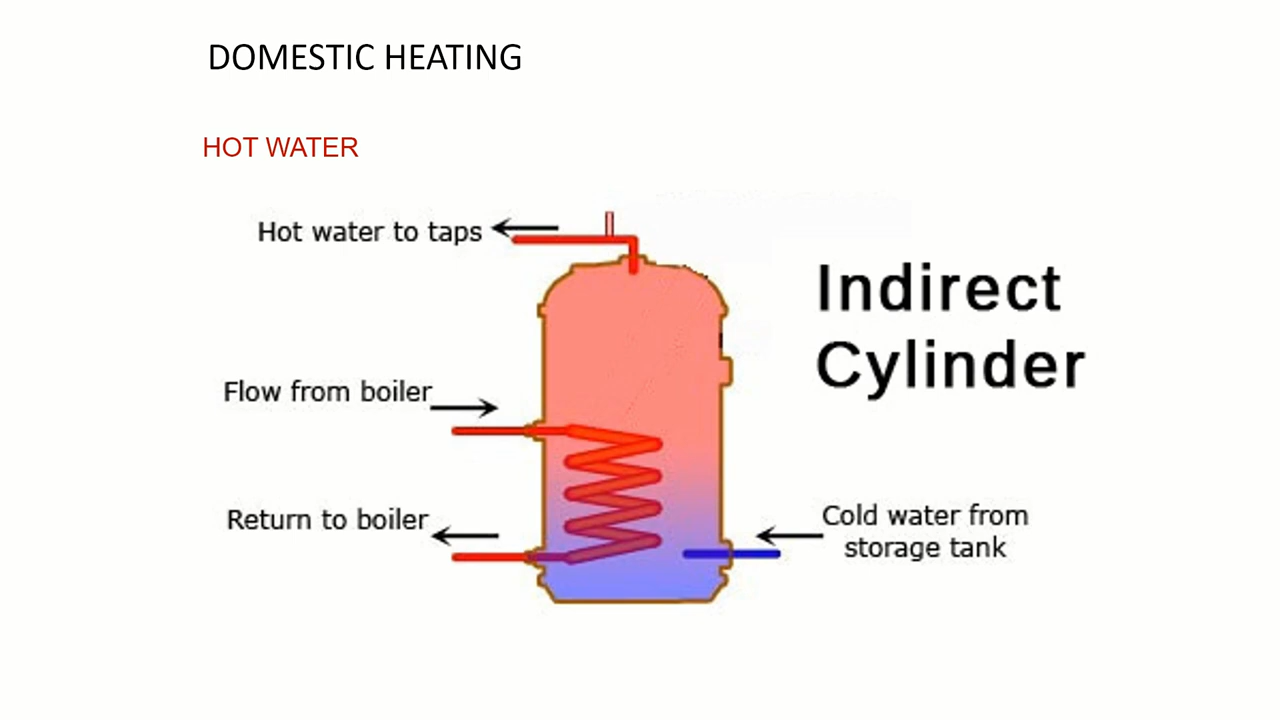 DOMESTIC HEATING
HOT WATER
Hot water to taps
Indirect
Cylinder
Flow from boiler
Return to boiler
Cold water from
storage tank